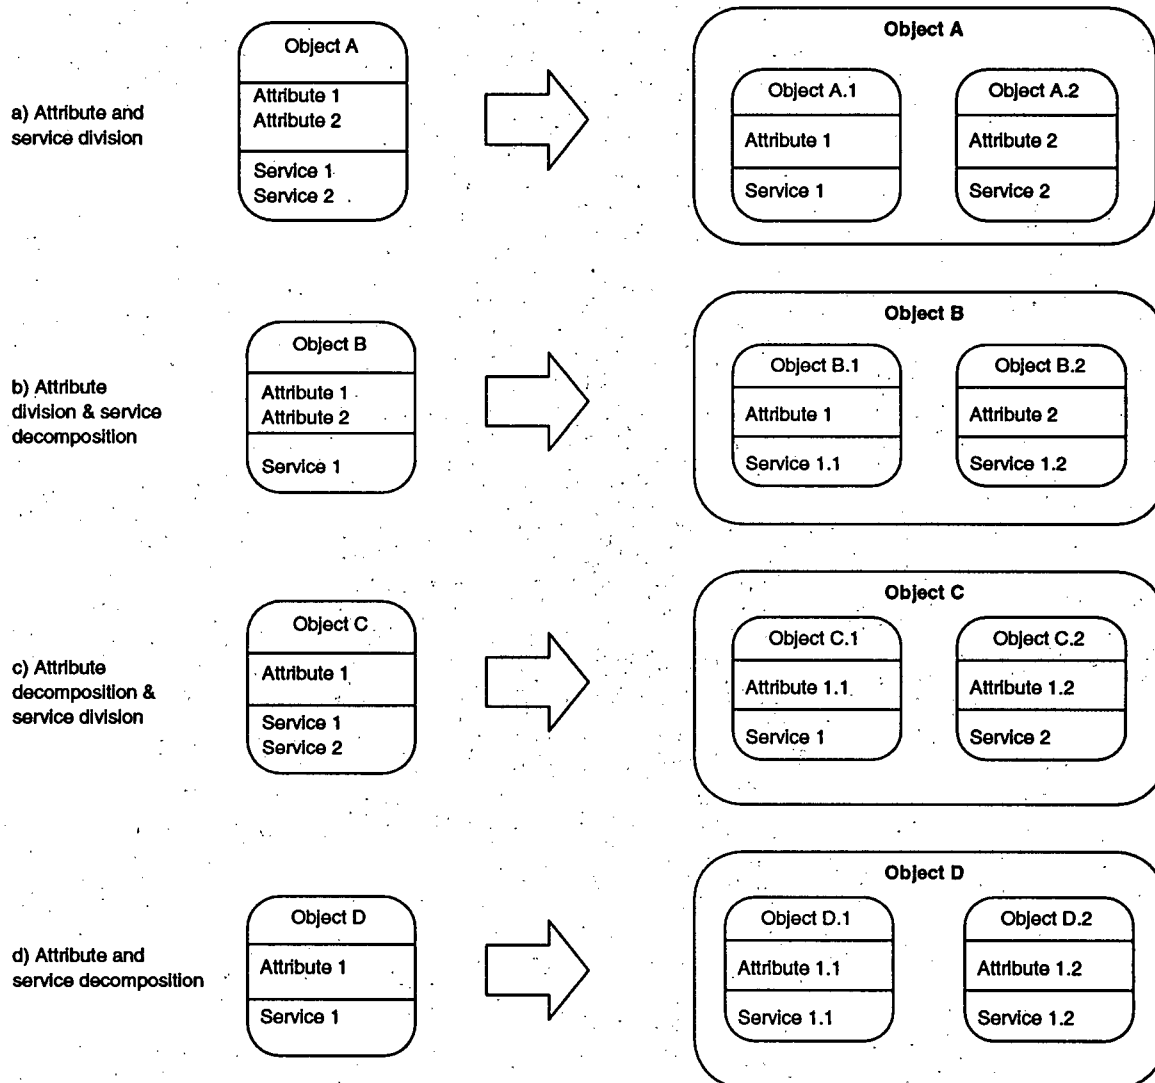 a) Attribute and
service division
Object A
Attribute 1
Attribute 2
Service 1
Service 2
Object A
Object A.1
Attribute 1
Service 1
Object A.2
Attribute 2
Service 2
b) Attribute
division & service
decomposition
Object B
Attribute 1
Attribute 2
Service 1
Object B
Object B.1
Attribute 1
Service 1.1
Object B.2
Attribute 2
Service 1.2
c) Attribute
decomposition &
service division
Object C
Attribute 1
Service 1
Service 2
Object C
Object C.1
Attribute 1.1
Service 1
Object C.2
Attribute 1.2
Service 2
d) Attribute and
service decomposition
Object D
Attribute 1
Service 1
Object D
Object D.1
Attribute 1.1
Service 1.1
Object D.2
Attribute 1.2
Service 1.2